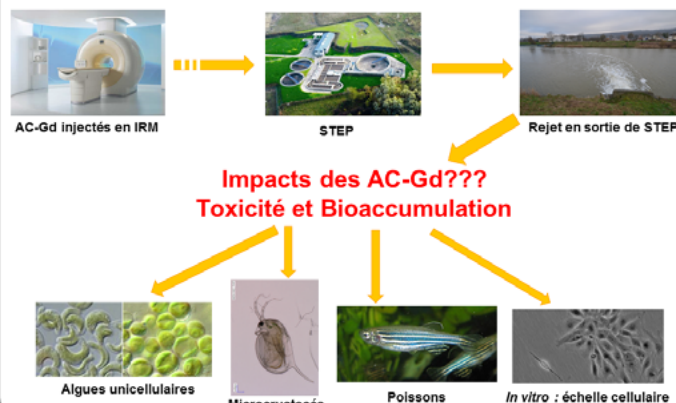 AC-Gd injectés en IRM
STEP
Rejet en sortie de STEP
Impacts des AC-Gd???
Toxicité et Bioaccumulation
Algues unicellulaires
Microcrustacés
Poissons
In vitro : échelle cellulaire